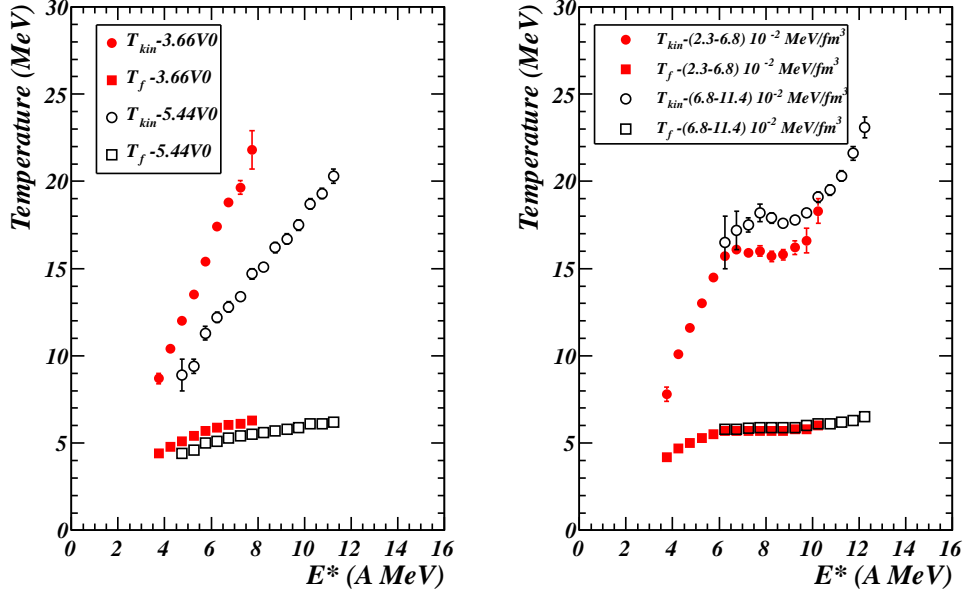 Temperature (MeV)
30
25
20
15
10
5
0
0 2 4 6 8 10 12 14 16
E* (A MeV)
T_kin-3.66V0
T_f -3.66V0
T_kin-5.44V0
T_f -5.44V0
Temperature (MeV)
30
25
20
15
10
5
0
0 2 4 6 8 10 12 14 16
E* (A MeV)
T_kin-(2.3-6.8) 10^-2 MeV/fm^3
T_f -(2.3-6.8) 10^-2 MeV/fm^3
T_kin-(6.8-11.4) 10^-2 MeV/fm^3
T_f -(6.8-11.4) 10^-2 MeV/fm^3